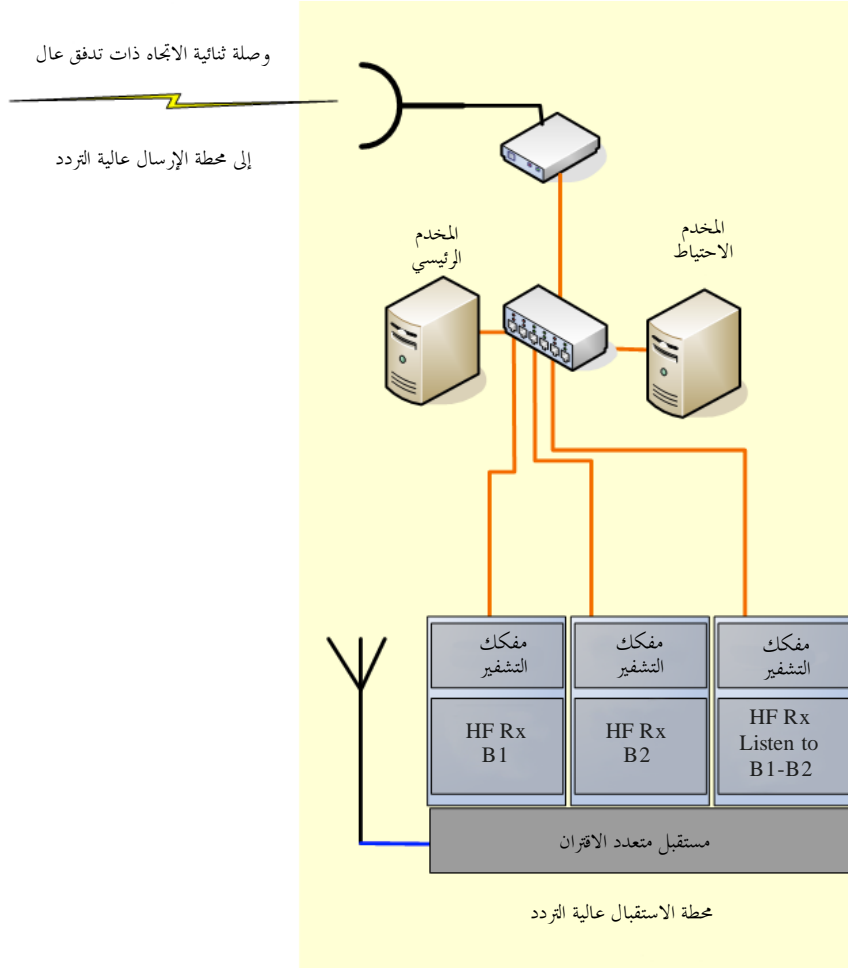 وصلة ثنائية الاتجاه ذات تدفق عال
إلى محطة الإرسال عالية التردد
المخدم
الاحتياط
المخدم
الرئيسي
مفكك
التشفير
مفكك
التشفير
مفكك
التشفير
HF Rx
B1
HF Rx
B2
HF Rx
Listen to
B1-B2
مستقبل متعدد الاقتران
محطة الاستقبال عالية التردد